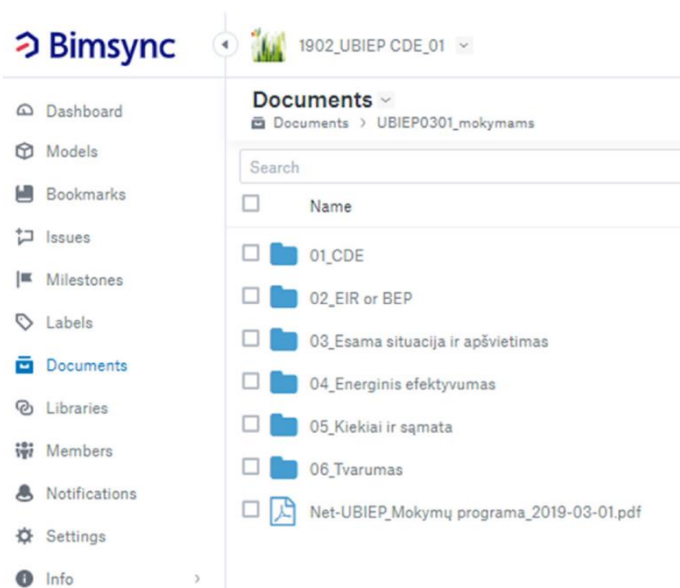 Bimsync
1902_UBIEP CDE_01
Dashboard
Models
Bookmarks
Issues
Milestones
Labels
Documents
Libraries
Members
Notifications
Settings
Info
Documents
Documents > UBIEP0301_mokymams
Search
Name
01_CDE
02_EIR or BEP
03_Esama situacija ir apšvietimas
04_Energinis efektyvumas
05_Kiekiai ir sąmata
06_Tvarumas
Net-UBIEP_Mokymų programa_2019-03-01.pdf